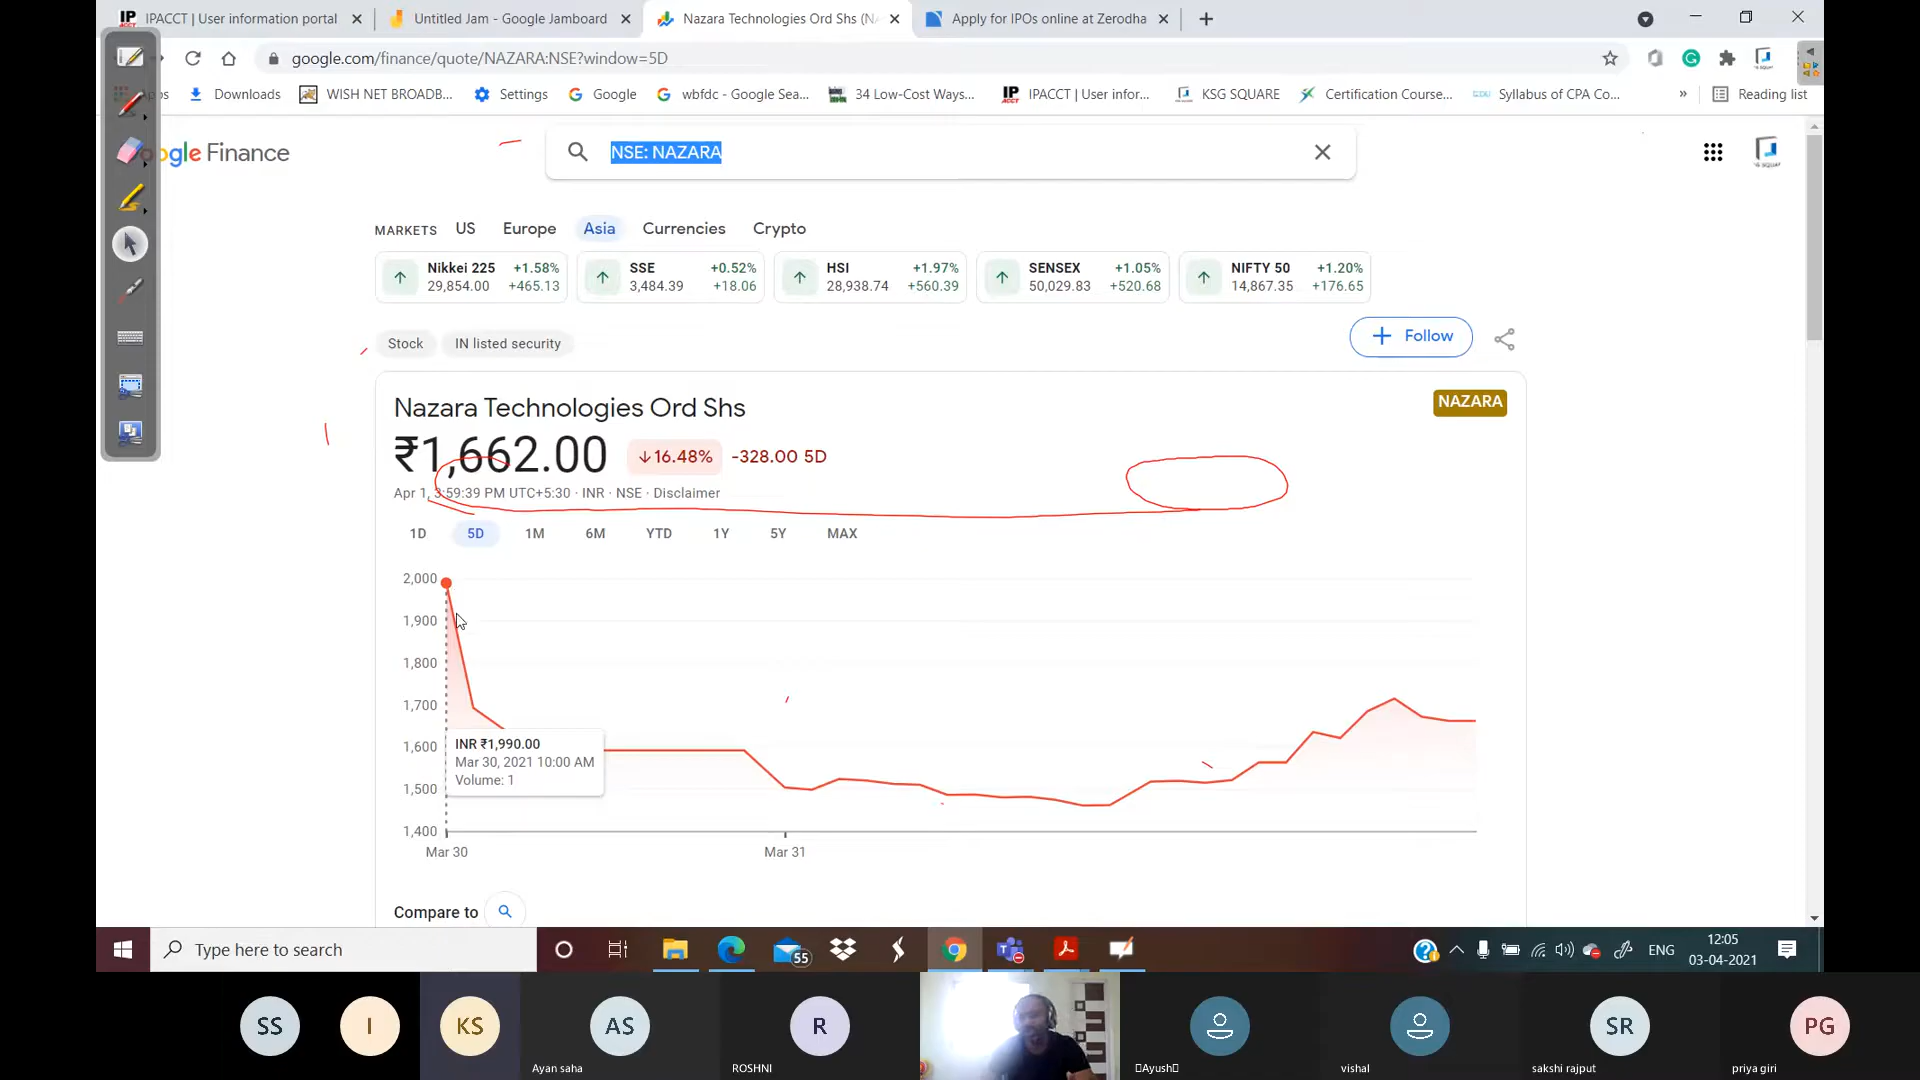 IPACCT | User information portal
Untitled Jam - Google Jamboard
Nazara Technologies Ord Shs (NA
Apply for IPOs online at Zerodha
google.com/finance/quote/NAZARA:NSE?window=5D
Downloads
WISH NET BROADB...
Settings
Google
wbfdc - Google Sea...
34 Low-Cost Ways...
IPACCT | User infor...
KSG SQUARE
Certification Course...
Syllabus of CPA Co...
»
Reading list
ogle Finance
NSE: NAZARA
MARKETS
US
Europe
Asia
Currencies
Crypto
Nikkei 225 +1.58%
29,854.00 +465.13
SSE +0.52%
3,484.39 +18.06
HSI +1.97%
28,938.74 +560.39
SENSEX +1.05%
50,029.83 +520.68
NIFTY 50 +1.20%
14,867.35 +176.65
Stock
IN listed security
Follow
Nazara Technologies Ord Shs
NAZARA
₹1,662.00
↓16.48%
-328.00 5D
Apr 1, 3:59:39 PM UTC+5:30 · INR · NSE · Disclaimer
1D
5D
1M
6M
YTD
1Y
5Y
MAX
2,000
1,900
1,800
1,700
1,600
1,500
1,400
INR ₹1,990.00
Mar 30, 2021 10:00 AM
Volume: 1
Mar 30
Mar 31
Compare to
Type here to search
55
ENG
12:05
03-04-2021
SS
I
KS
AS
R
SR
PG
Ayan saha
ROSHNI
Ayush
vishal
sakshi rajput
priya giri